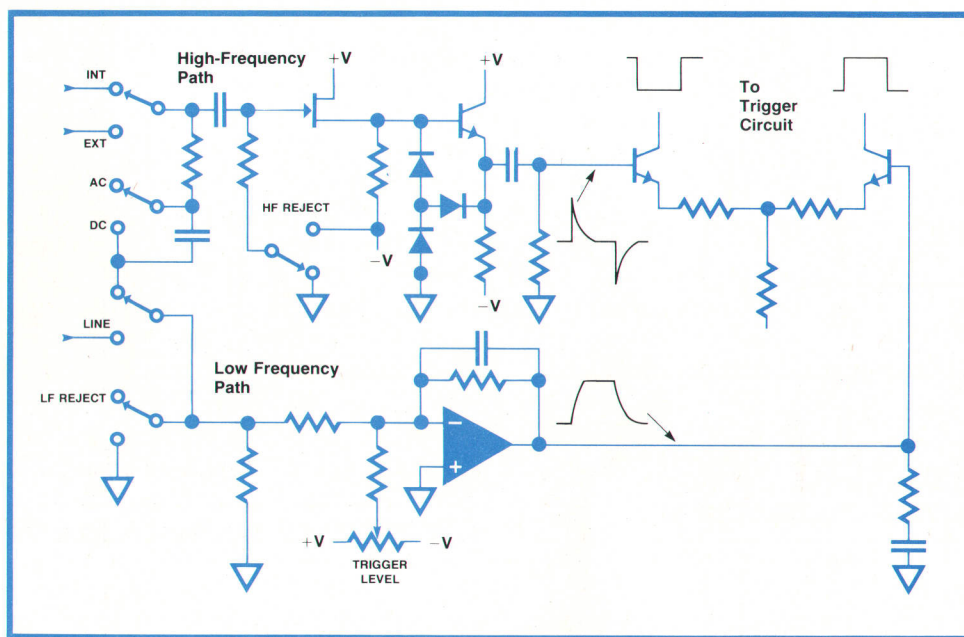 High-Frequency
Path
+V
+V
INT
EXT
AC
DC
HF REJECT
−V
−V
To
Trigger
Circuit
LINE
LF REJECT
Low Frequency
Path
−
+
+V
−V
TRIGGER
LEVEL